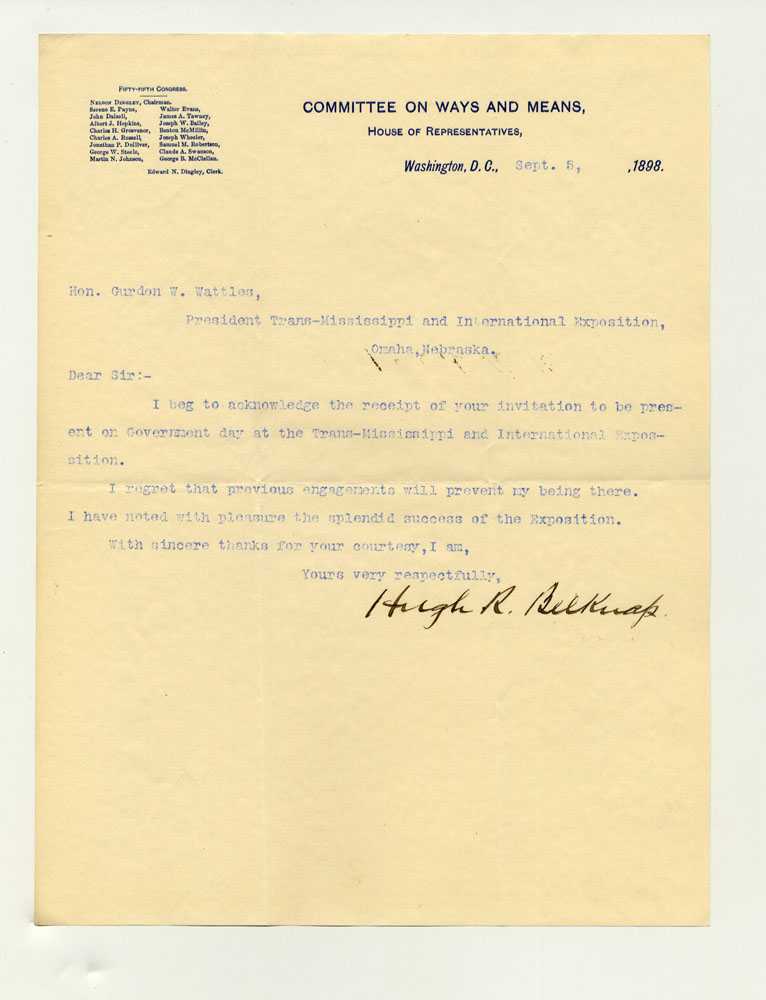 FIFTY-FIFTH CONGRESS.
NELSON DINGLEY, Chairman.
Sereno E. Payne, Walter Evans,
John Dalzell, James A. Tawney,
Albert J. Hopkins, Joseph W. Bailey,
Charles H. Grosvenor, Benton McMillin,
Charles A. Russell, Joseph Wheeler,
Jonathan P. Dolliver, Samuel M. Robertson,
George W. Steele, Claude A. Swanson,
Martin N. Johnson, George B. McClellan.
Edward N. Dingley, Clerk.
COMMITTEE ON WAYS AND MEANS,
HOUSE OF REPRESENTATIVES,
Washington, D. C., Sept. 5, ,1898.
Hon. Gurdon W. Wattles,
President Trans-Mississippi and International Exposition,
Omaha,Nebraska.
Dear Sir:-
I beg to acknowledge the receipt of your invitation to be pres-
ent on Government day at the Trans-Mississippi and International Expos-
sition.
I regret that previous engagements will prevent my being there.
I have noted with pleasure the splendid success of the Exposition.
With sincere thanks for your courtesy,I am,
Yours very respectfully,
Hugh R. Belknap.